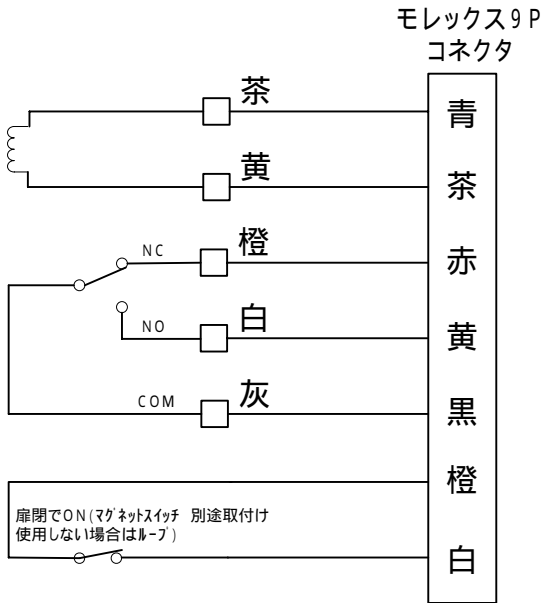 モレックス9P
コネクタ
茶
青
黄
茶
NC
橙
赤
NO
白
黄
COM
灰
黒
橙
扉閉でON(マグネットスイッチ 別途取付け
使用しない場合はループ)
白